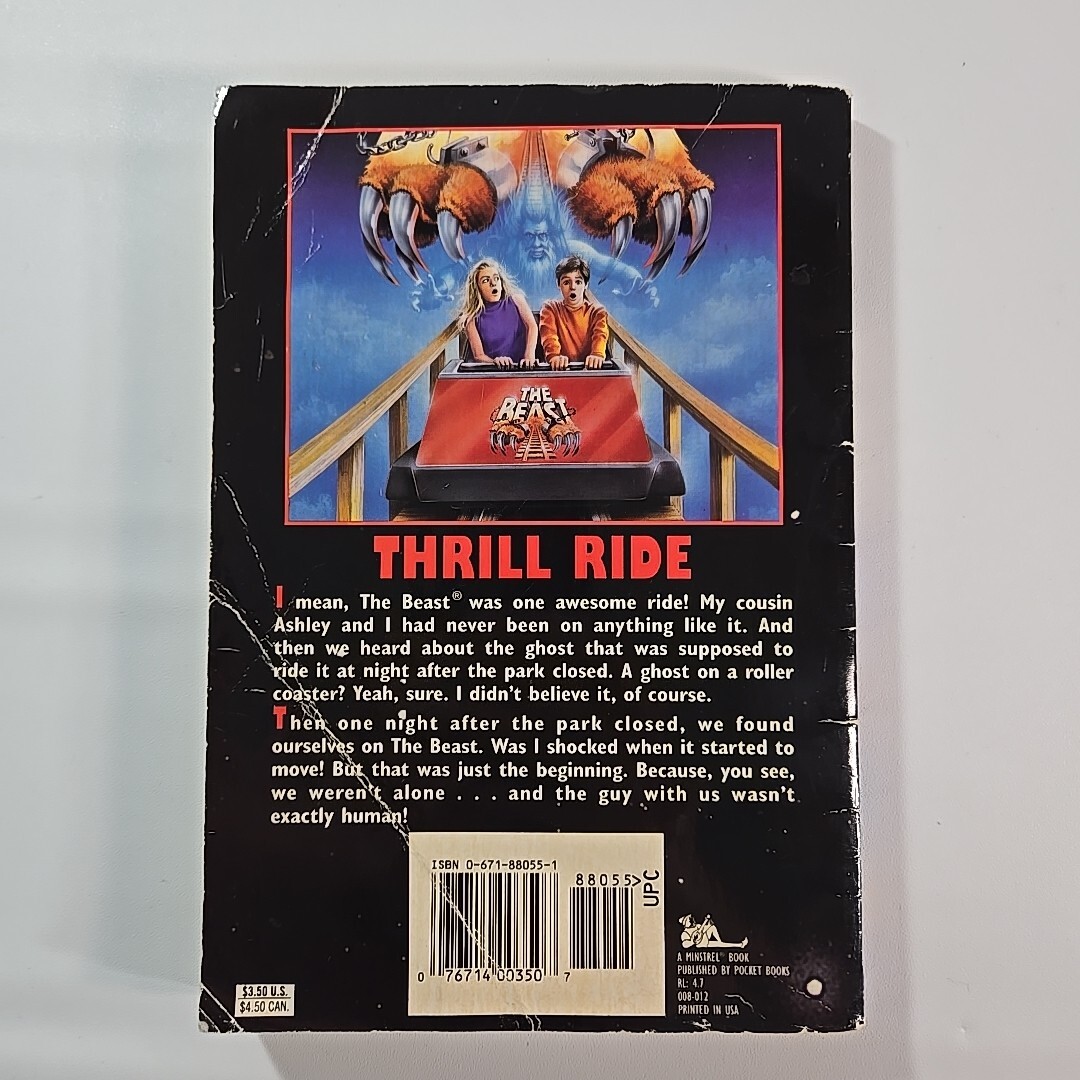 THE
BEAST
THRILL RIDE
I mean, The Beast® was one awesome ride! My cousin
Ashley and I had never been on anything like it. And
then we heard about the ghost that was supposed to
ride it at night after the park closed. A ghost on a roller
coaster? Yeah, sure. I didn't believe it, of course.
Then one night after the park closed, we found
ourselves on The Beast. Was I shocked when it started to
move! But that was just the beginning. Because, you see,
we weren't alone . . . and the guy with us wasn't
exactly human!
ISBN 0-671-88055-1
88055>
UPC
0 76714 00350 7
$3.50 U.S.
$4.50 CAN.
A MINSTREL® BOOK
PUBLISHED BY POCKET BOOKS
RL: 4.7
008-012
PRINTED IN USA